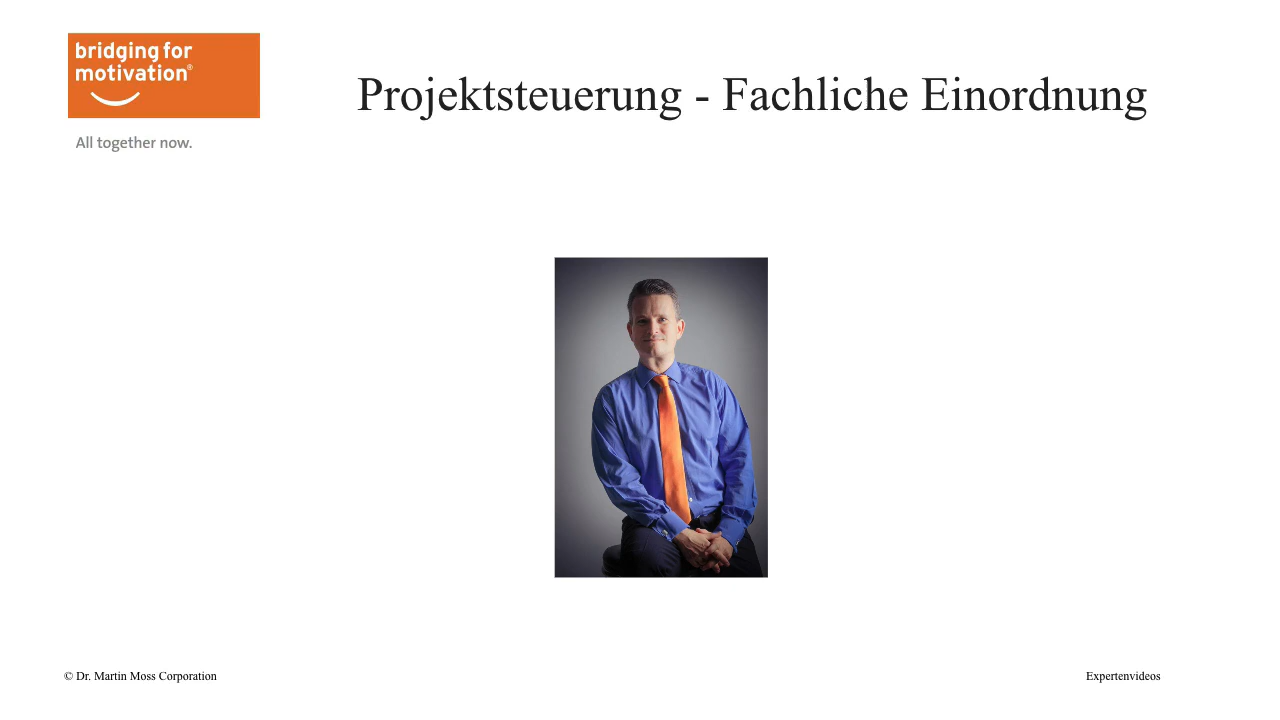 bridging for
motivation®
All together now.
Projektsteuerung - Fachliche Einordnung
© Dr. Martin Moss Corporation
Expertenvideos